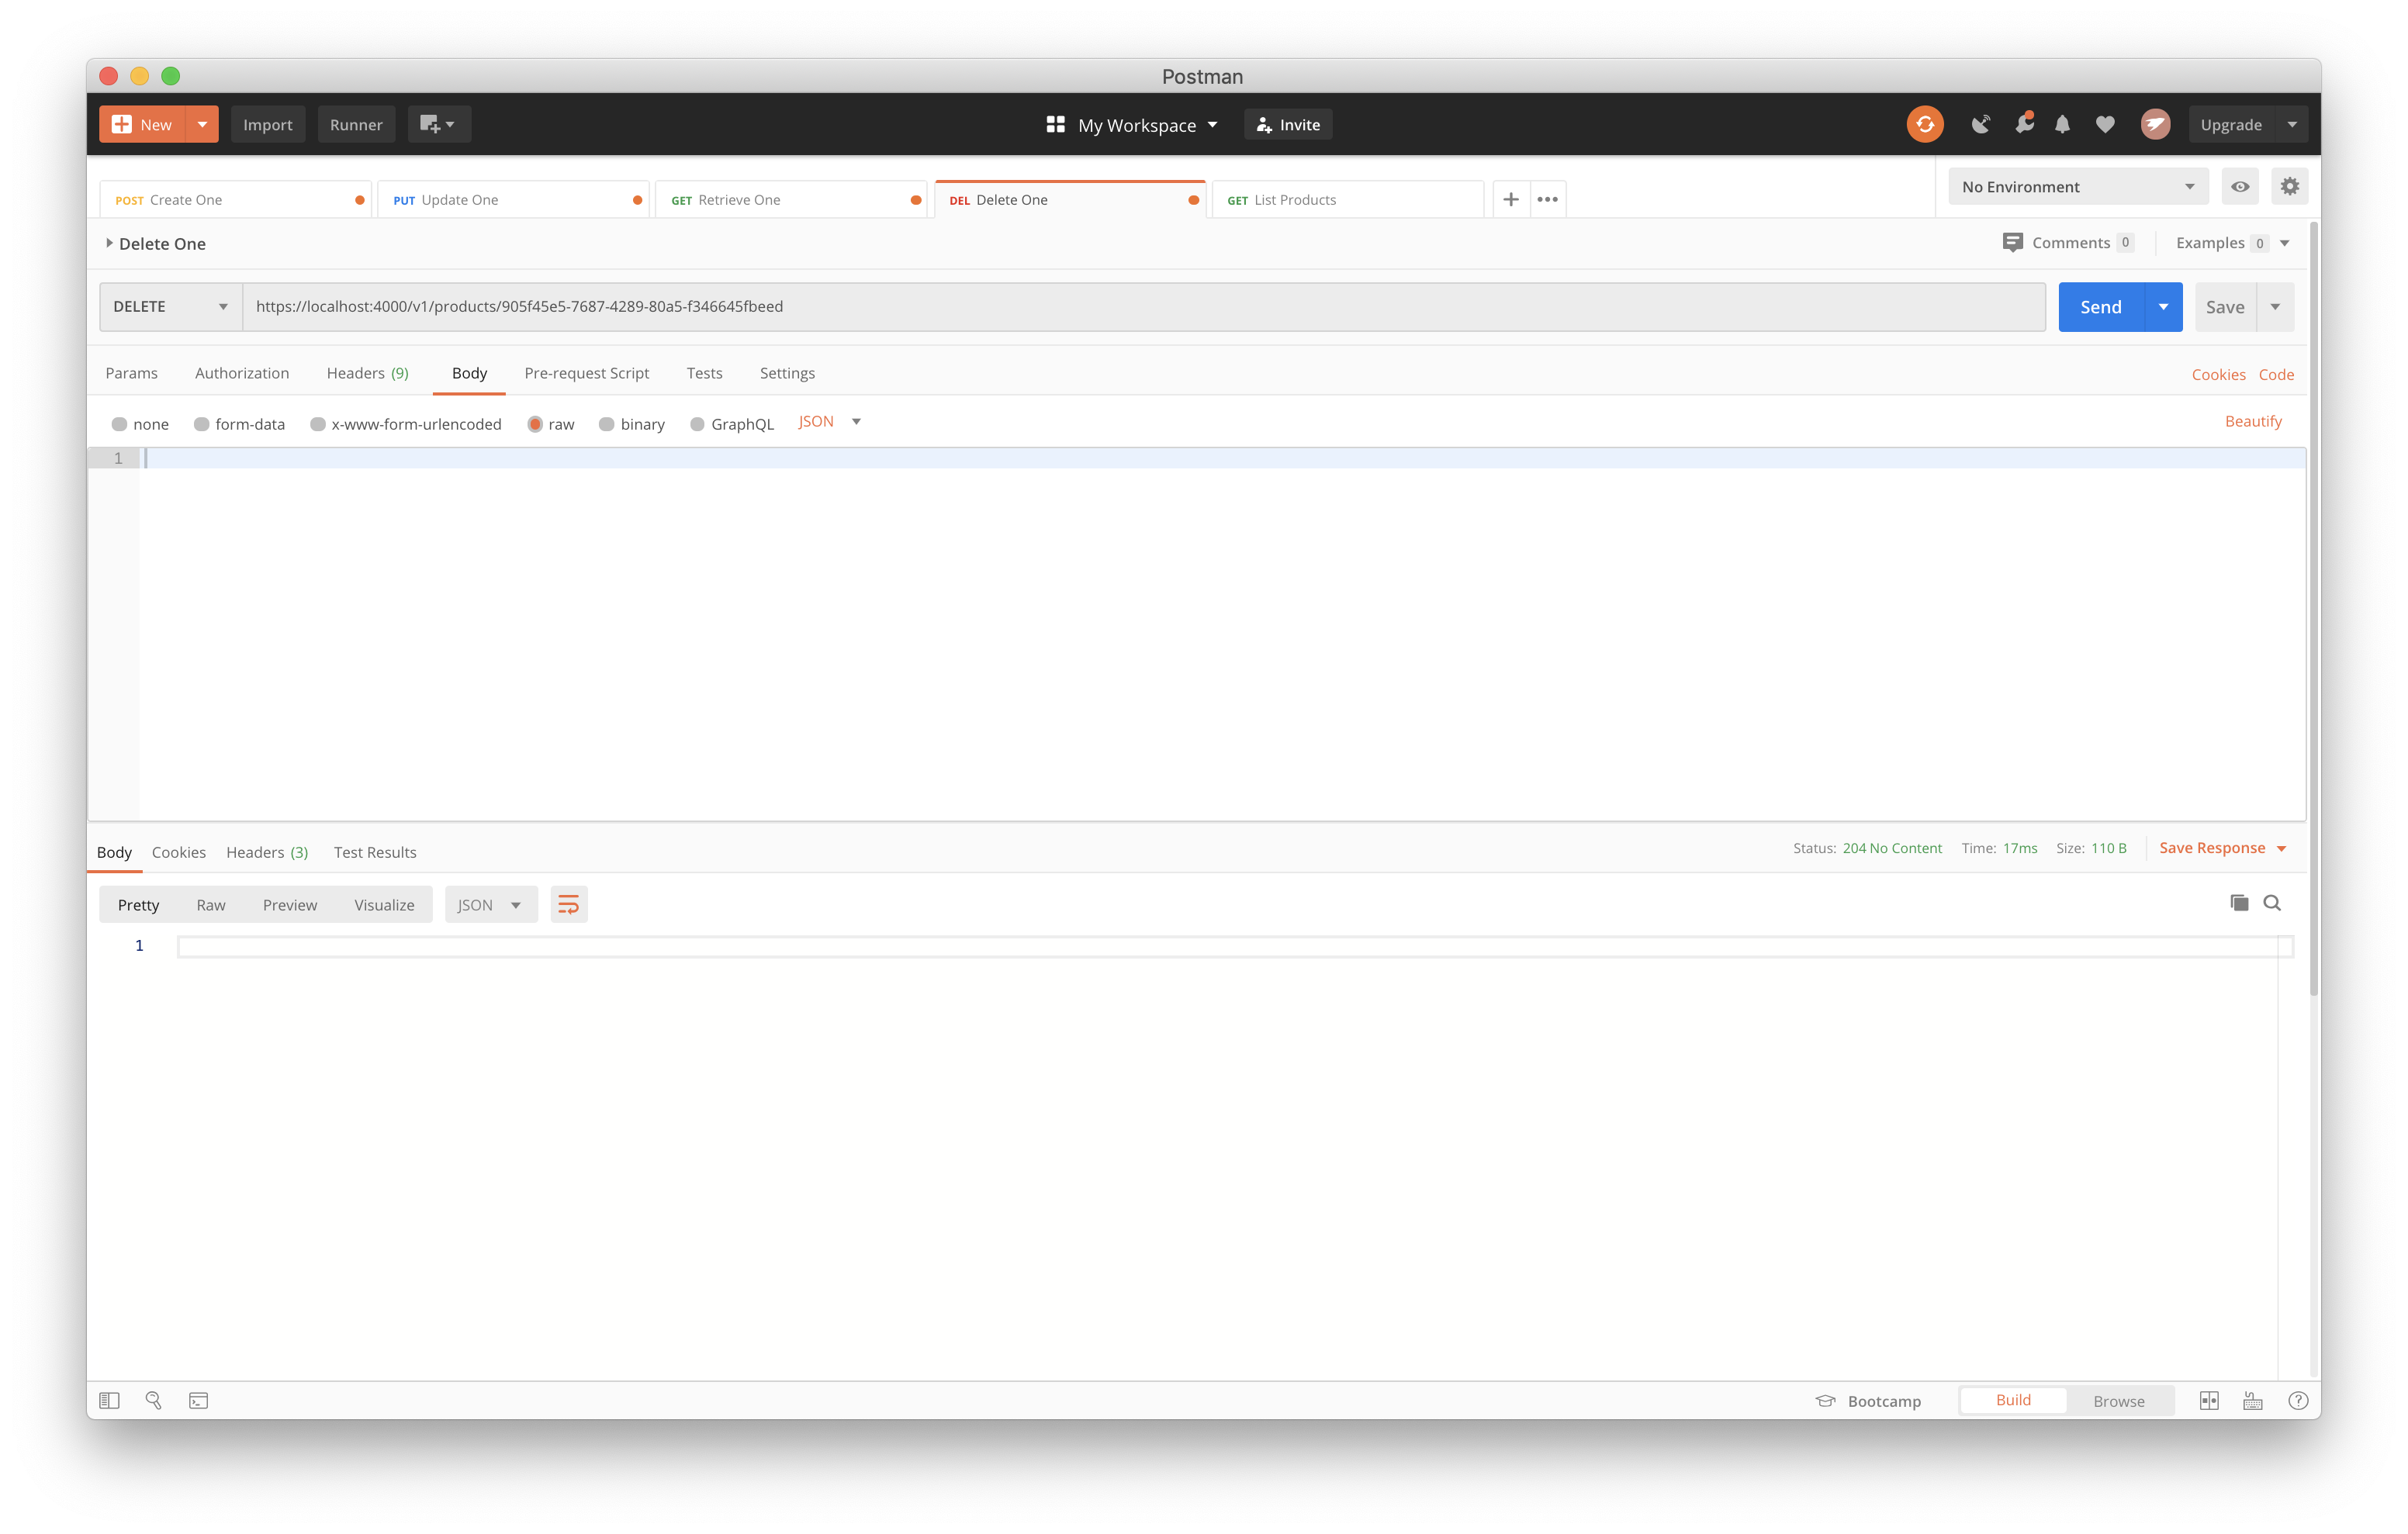 Postman
New Import Runner My Workspace Invite Upgrade
POST Create One PUT Update One GET Retrieve One DEL Delete One GET List Products No Environment
Delete One Comments 0 Examples 0
DELETE https://localhost:4000/v1/products/905f45e5-7687-4289-80a5-f346645fbeed Send Save
Params Authorization Headers (9) Body Pre-request Script Tests Settings Cookies Code
none form-data x-www-form-urlencoded raw binary GraphQL JSON Beautify
1
Body Cookies Headers (3) Test Results Status: 204 No Content Time: 17ms Size: 110 B Save Response
Pretty Raw Preview Visualize JSON
1
Bootcamp Build Browse